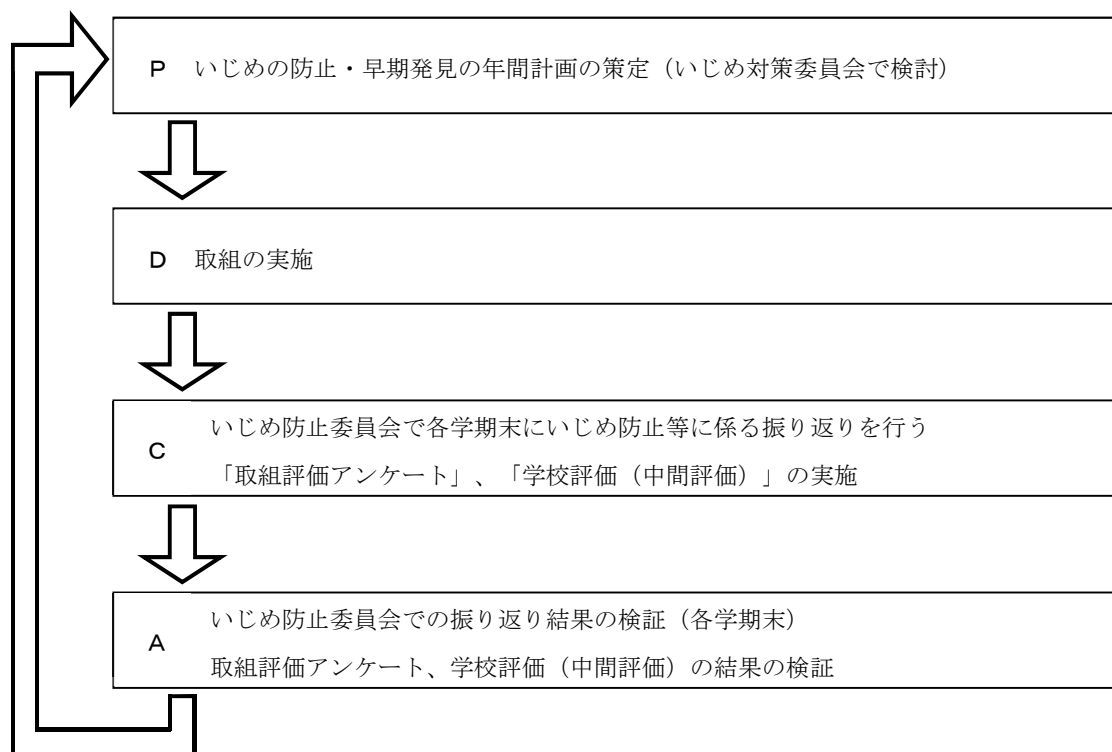 P いじめの防止・早期発見の年間計画の策定（いじめ対策委員会で検討）
D 取組の実施
C いじめ防止委員会で各学期末にいじめ防止等に係る振り返りを行う
「取組評価アンケート」、「学校評価（中間評価）」の実施
A いじめ防止委員会での振り返り結果の検証（各学期末）
取組評価アンケート、学校評価（中間評価）の結果の検証